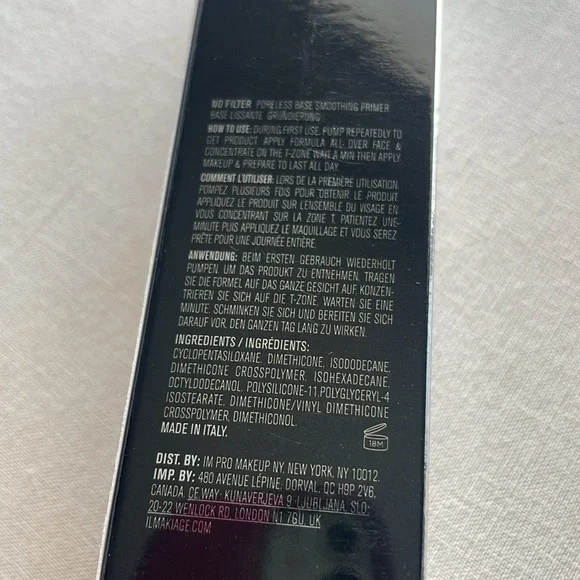 NO FILTER PORELESS BASE SMOOTHING PRIMER
BASE LISSANTE. GRUNDIERUNG
HOW TO USE: DURING FIRST USE, PUMP REPEATEDLY TO
GET PRODUCT. APPLY FORMULA ALL OVER FACE &
CONCENTRATE ON THE T-ZONE WAIT A MIN THEN APPLY
MAKEUP & PREPARE TO LAST ALL DAY.
COMMENT L'UTILISER: LORS DE LA PREMIÈRE UTILISATION
POMPEZ PLUSIEURS FOIS POUR OBTENIR LE PRODUIT.
APPLIQUEZ LE PRODUIT SUR L'ENSEMBLE DU VISAGE EN
VOUS CONCENTRANT SUR LA ZONE T. PATIENTEZ UNE-
MINUTE PUIS APPLIQUEZ LE MAQUILLAGE ET VOUS SEREZ
PRÊTE POUR UNE JOURNÉE ENTIÈRE.
ANWENDUNG: BEIM ERSTEN GEBRAUCH WIEDERHOLT
PUMPEN, UM DAS PRODUKT ZU ENTNEHMEN. TRAGEN
SIE DIE FORMEL AUF DAS GANZE GESICHT AUF. KONZEN-
TRIEREN SIE SICH AUF DIE T-ZONE. WARTEN SIE EINE
MINUTE. SCHMINKEN SIE SICH UND BEREITEN SIE SICH
DARAUF VOR, DEN GANZEN TAG LANG ZU WIRKEN.
INGREDIENTS / INGRÉDIENTS:
CYCLOPENTASILOXANE, DIMETHICONE, ISODODECANE,
DIMETHICONE CROSSPOLYMER, ISOHEXADECANE,
OCTYLDODECANOL, POLYSILICONE-11,POLYGLYCERYL-4
ISOSTEARATE, DIMETHICONE/VINYL DIMETHICONE
CROSSPOLYMER, DIMETHICONOL.
MADE IN ITALY.
18M
DIST. BY: IM PRO MAKEUP NY, NEW YORK, NY 10012.
IMP. BY: 480 AVENUE LÉPINE, DORVAL, QC H9P 2V6,
CANADA, CE WAY: KUNAVERJEVA 9, LJUBLJANA, SLO;
20-22 WENLOCK RD, LONDON N1 7GU, UK
ILMAKIAGE.COM